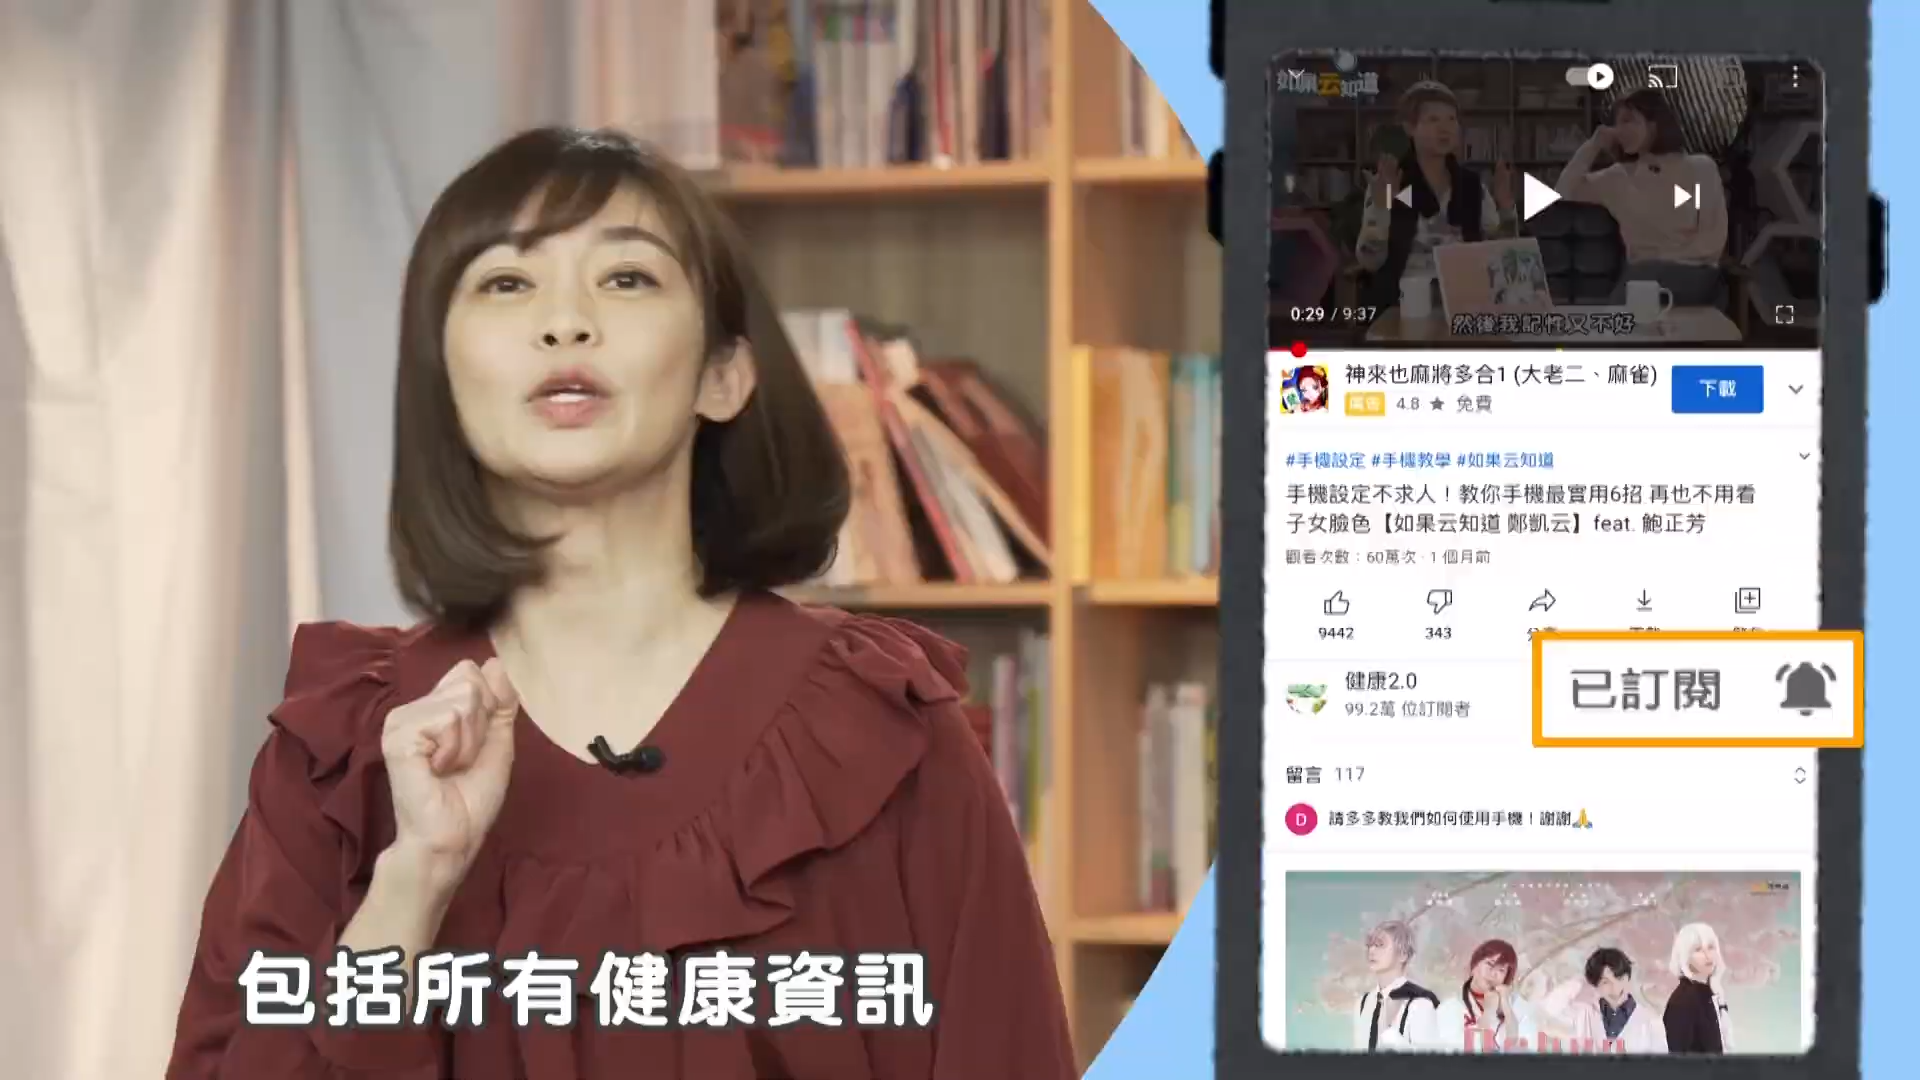 包括所有健康資訊
如果云知道
然後我記性又不好
0:29 / 9:37
神來也麻將多合1 (大老二、麻雀)
下載
廣告 4.8 ★ 免費
#手機設定 #手機教學 #如果云知道
手機設定不求人！教你手機最實用6招 再也不用看
子女臉色【如果云知道 鄭凱云】feat. 鮑正芳
觀看次數：60萬次 · 1 個月前
9442
343
健康2.0
99.2萬 位訂閱者
已訂閱
留言 117
D
請多多教我們如何使用手機！謝謝🙏